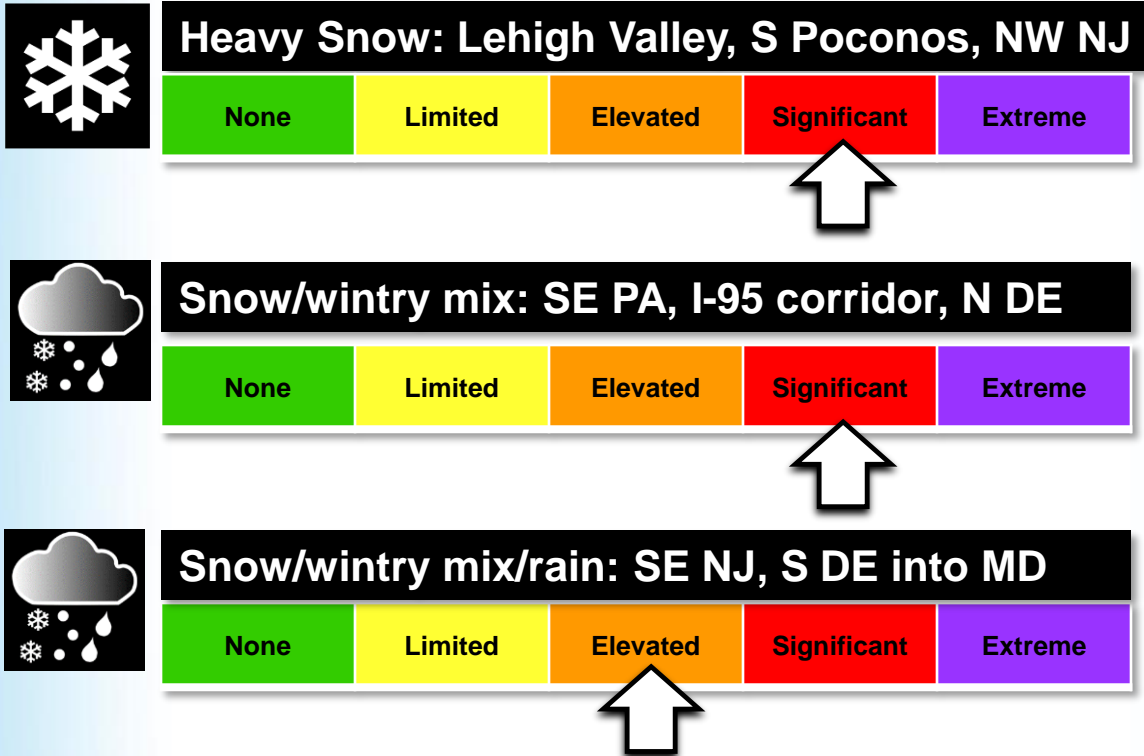 Heavy Snow: Lehigh Valley, S Poconos, NW NJ
None Limited Elevated Significant Extreme
Snow/wintry mix: SE PA, I-95 corridor, N DE
None Limited Elevated Significant Extreme
Snow/wintry mix/rain: SE NJ, S DE into MD
None Limited Elevated Significant Extreme